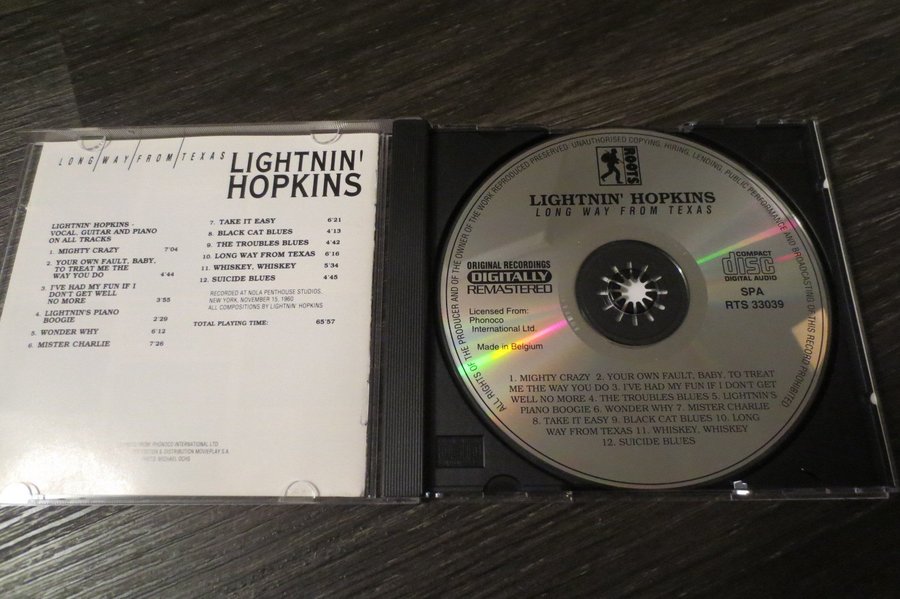 LONG WAY FROM TEXAS
LIGHTNIN'
HOPKINS
LIGHTNIN' HOPKINS -
VOCAL, GUITAR AND PIANO
ON ALL TRACKS
1. MIGHTY CRAZY 7'04
2. YOUR OWN FAULT, BABY,
TO TREAT ME THE
WAY YOU DO 4'44
3. I'VE HAD MY FUN IF I
DON'T GET WELL
NO MORE 3'55
4. LIGHTNIN'S PIANO
BOOGIE 2'29
5. WONDER WHY 6'12
6. MISTER CHARLIE 7'26
7. TAKE IT EASY 6'21
8. BLACK CAT BLUES 4'13
9. THE TROUBLES BLUES 4'42
10. LONG WAY FROM TEXAS 6'16
11. WHISKEY, WHISKEY 5'34
12. SUICIDE BLUES 4'45
RECORDED AT NOLA PENTHOUSE STUDIOS,
NEW YORK, NOVEMBER 15, 1960
ALL COMPOSITIONS BY LIGHTNIN' HOPKINS
TOTAL PLAYING TIME: 65'57
FROM PHONOCO INTERNATIONAL LTD
& DISTRIBUTION MOVIEPLAY, S.A.
MICHAEL OCHS
ALL RIGHTS OF THE PRODUCER AND OF THE OWNER OF THE WORK REPRODUCED RESERVED. UNAUTHORISED COPYING, HIRING, LENDING, PUBLIC PERFORMANCE AND BROADCASTING OF THIS RECORD PROHIBITED
ROOTS
LIGHTNIN' HOPKINS
LONG WAY FROM TEXAS
ORIGINAL RECORDINGS
DIGITALLY
REMASTERED
Licensed From:
Phonoco
International Ltd.
Made in Belgium
COMPACT
disc
DIGITAL AUDIO
SPA
RTS 33039
1. MIGHTY CRAZY 2. YOUR OWN FAULT, BABY, TO TREAT
ME THE WAY YOU DO 3. I'VE HAD MY FUN IF I DON'T GET
WELL NO MORE 4. THE TROUBLES BLUES 5. LIGHTNIN'S
PIANO BOOGIE 6. WONDER WHY 7. MISTER CHARLIE
8. TAKE IT EASY 9. BLACK CAT BLUES 10. LONG
WAY FROM TEXAS 11. WHISKEY, WHISKEY
12. SUICIDE BLUES